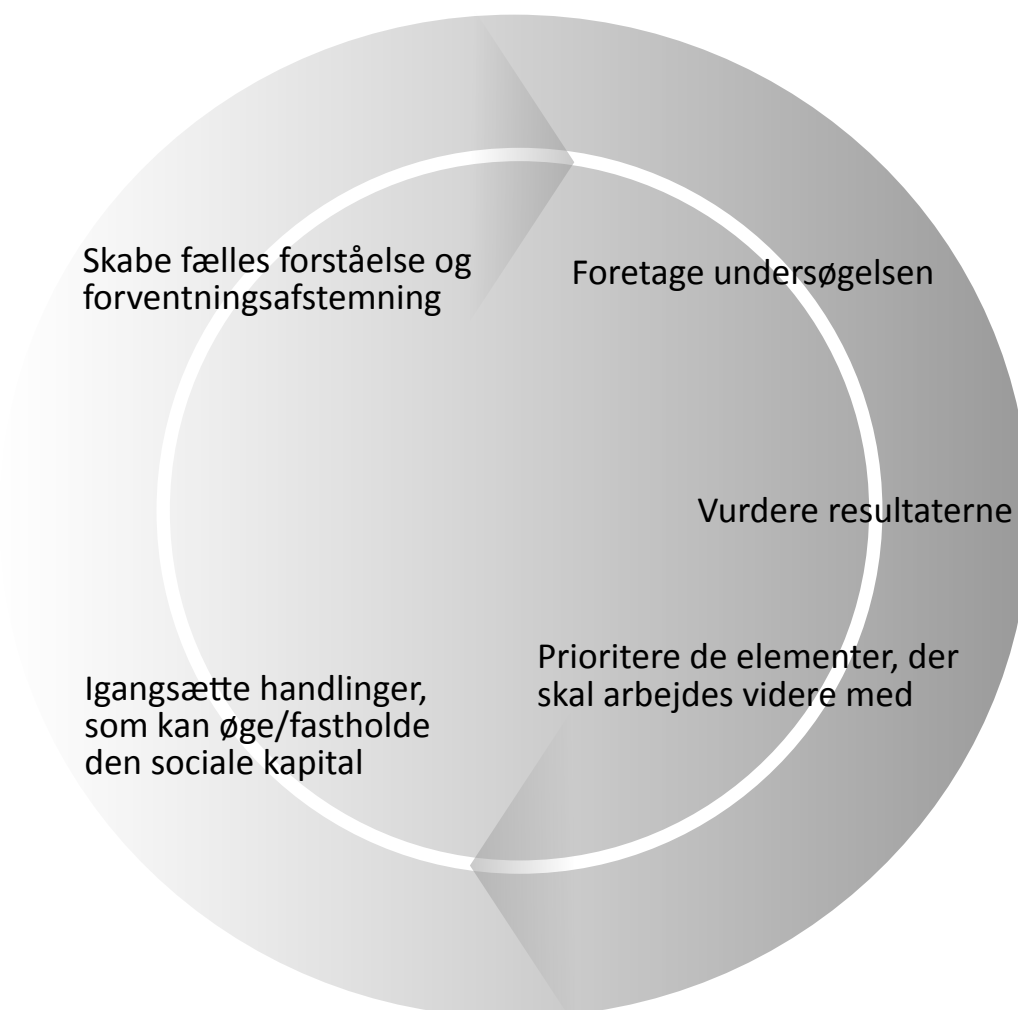 Skabe fælles forståelse og
forventningsafstemning
Foretage undersøgelsen
Vurdere resultaterne
Prioritere de elementer, der
skal arbejdes videre med
Igangsætte handlinger,
som kan øge/fastholde
den sociale kapital